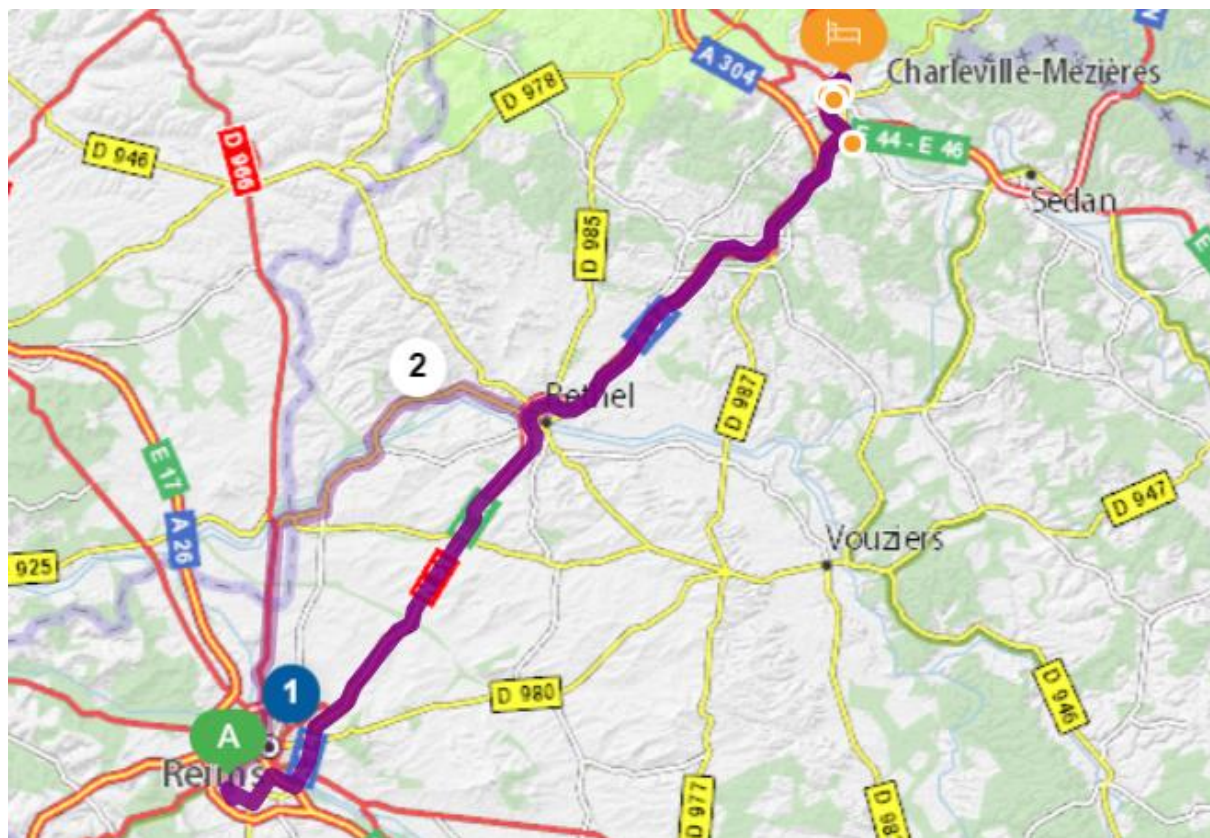 A 304
Charleville-Mézières
D 978
D 946
D 966
E 44 - E 46
Sedan
D 985
2
Rethel
D 987
E 17
A 26
D 947
Vouziers
925
1
D 980
A
D 946
Reims
D 977